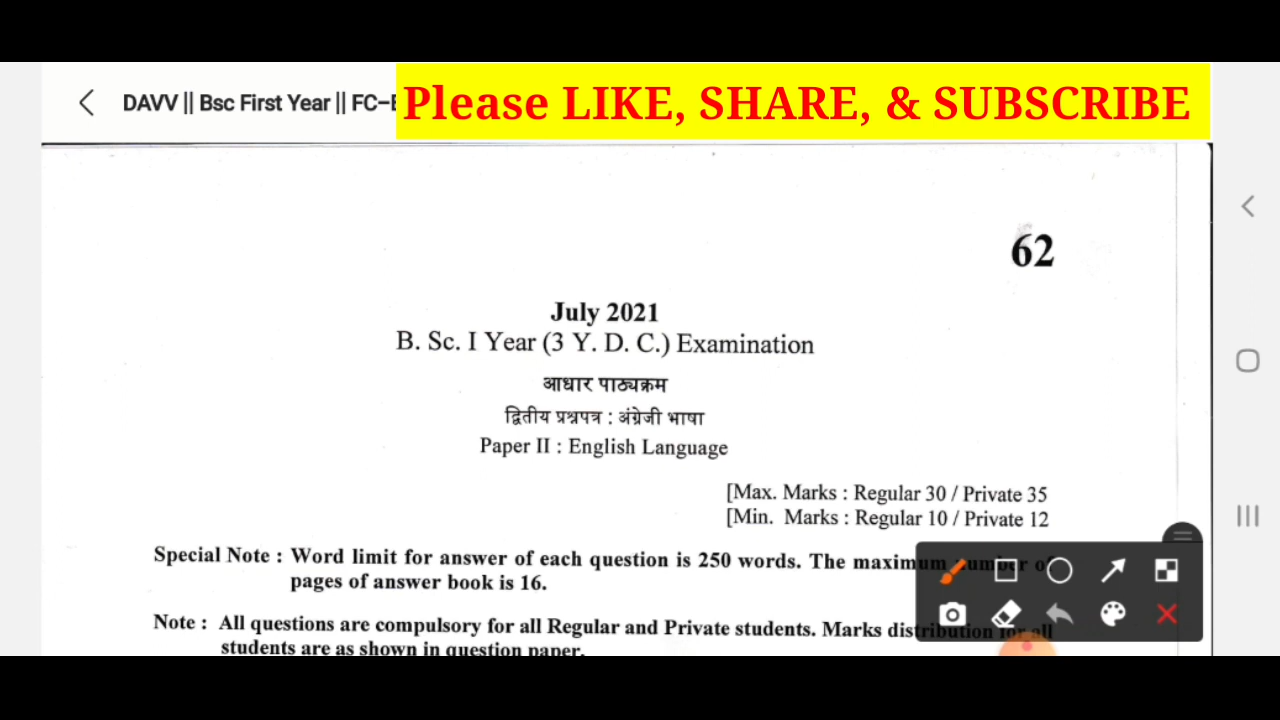 DAVV || Bsc First Year || FC-E
Please LIKE, SHARE, & SUBSCRIBE
62
July 2021
B. Sc. I Year (3 Y. D. C.) Examination
आधार पाठ्यक्रम
द्वितीय प्रश्नपत्र : अंग्रेजी भाषा
Paper II : English Language
[Max. Marks : Regular 30 / Private 35
[Min. Marks : Regular 10 / Private 12
Special Note : Word limit for answer of each question is 250 words. The maximum number of
pages of answer book is 16.
Note : All questions are compulsory for all Regular and Private students. Marks distribution for all
students are as shown in question paper.